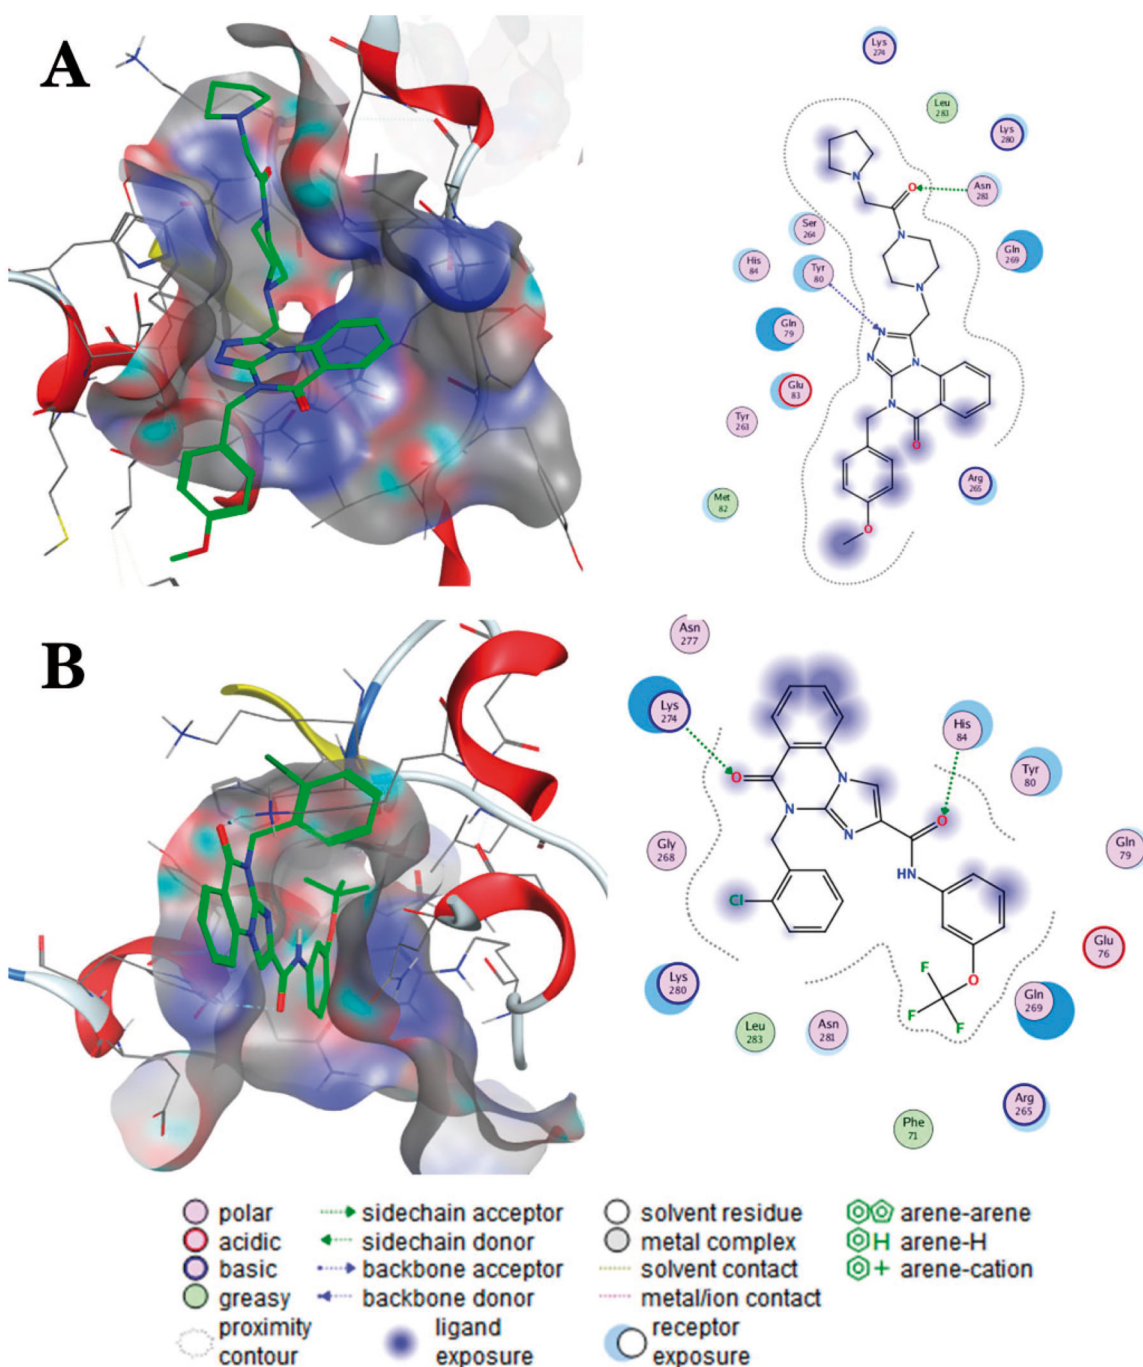 A
Lys
274
Leu
283
Lys
280
Asn
281
N
O
Ser
264
N
Gln
269
His
84
Tyr
80
N
Gln
79
N
N
N
Glu
83
N
O
Tyr
263
Arg
265
Met
82
O
B
Asn
277
Lys
274
His
84
Tyr
80
O
N
N
N
O
Gln
79
Gly
268
HN
Cl
Glu
76
Lys
280
O
F
F
F
Gln
269
Leu
283
Asn
281
Arg
265
Phe
71
polar sidechain acceptor solvent residue arene-arene
acidic sidechain donor metal complex H arene-H
basic backbone acceptor solvent contact + arene-cation
greasy backbone donor metal/ion contact
proximity contour ligand exposure receptor exposure